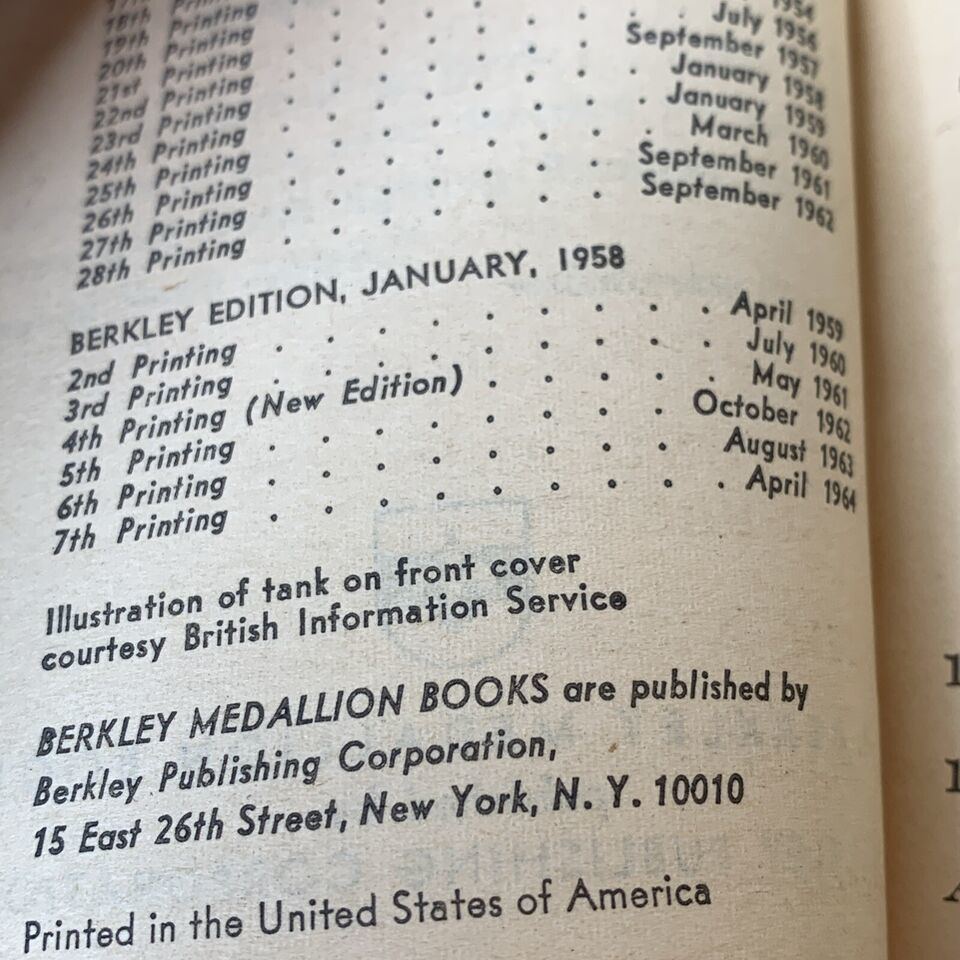 18th Printing
19th Printing
20th Printing
21st Printing . . . . . . . 1954
22nd Printing . . . . . . . July 1956
23rd Printing . . . . . . September 1957
24th Printing . . . . . . . January 1958
25th Printing . . . . . . . January 1959
26th Printing . . . . . . . March 1960
27th Printing . . . . . . September 1961
28th Printing . . . . . . September 1962
BERKLEY EDITION, JANUARY, 1958
2nd Printing . . . . . . . . April 1959
3rd Printing . . . . . . . . July 1960
4th Printing (New Edition) . . . . . May 1961
5th Printing . . . . . . . October 1962
6th Printing . . . . . . . . August 1963
7th Printing . . . . . . . . . April 1964
Illustration of tank on front cover
courtesy British Information Service
BERKLEY MEDALLION BOOKS are published by
Berkley Publishing Corporation,
15 East 26th Street, New York, N. Y. 10010
Printed in the United States of America